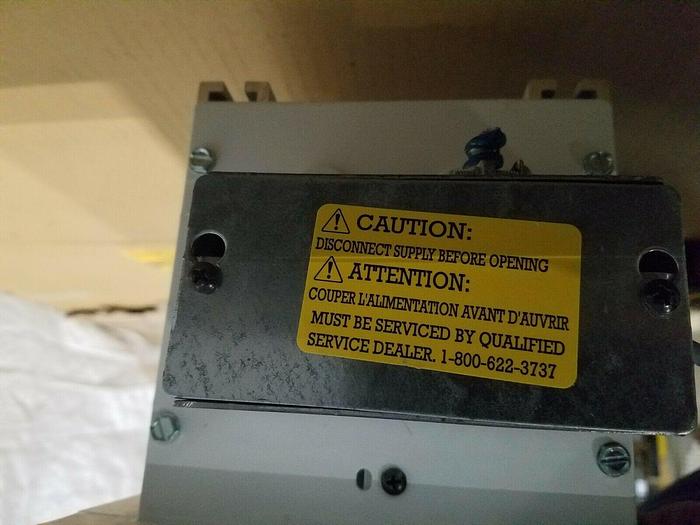 CAUTION:
DISCONNECT SUPPLY BEFORE OPENING
ATTENTION:
COUPER L'ALIMENTATION AVANT D'AUVRIR
MUST BE SERVICED BY QUALIFIED
SERVICE DEALER. 1-800-622-3737